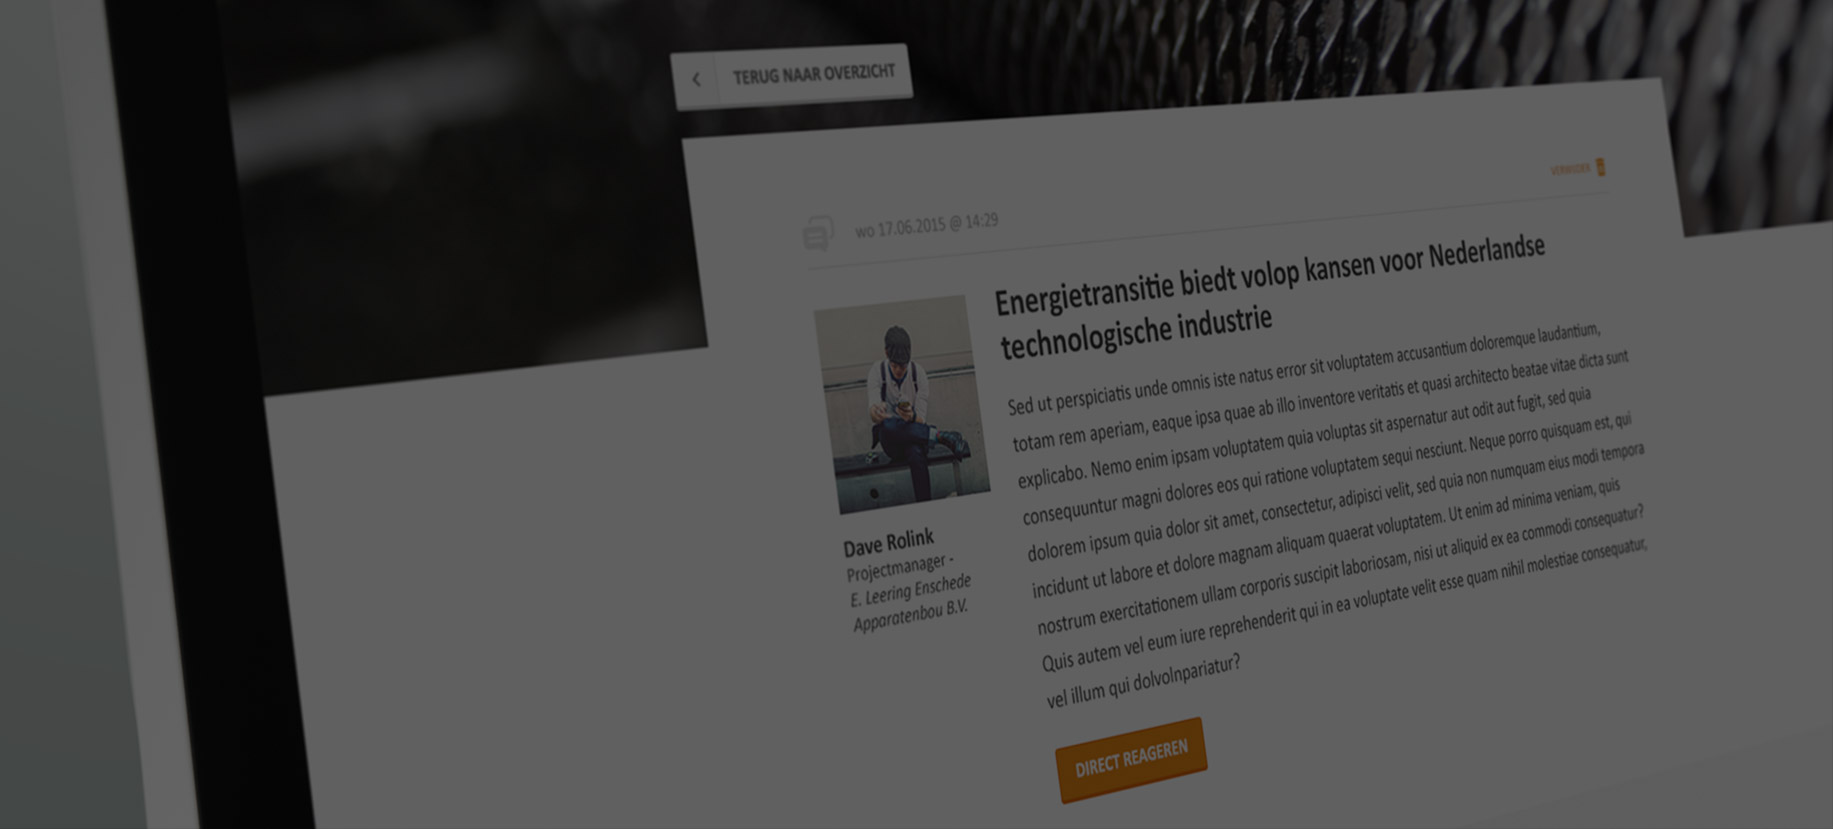 TERUG NAAR OVERZICHT
VERWIJDER
wo 17.06.2015 @ 14:29
Energietransitie biedt volop kansen voor Nederlandse
technologische industrie
Sed ut perspiciatis unde omnis iste natus error sit voluptatem accusantium doloremque laudantium,
totam rem aperiam, eaque ipsa quae ab illo inventore veritatis et quasi architecto beatae vitae dicta sunt
explicabo. Nemo enim ipsam voluptatem quia voluptas sit aspernatur aut odit aut fugit, sed quia
consequuntur magni dolores eos qui ratione voluptatem sequi nesciunt. Neque porro quisquam est, qui
dolorem ipsum quia dolor sit amet, consectetur, adipisci velit, sed quia non numquam eius modi tempora
incidunt ut labore et dolore magnam aliquam quaerat voluptatem. Ut enim ad minima veniam, quis
nostrum exercitationem ullam corporis suscipit laboriosam, nisi ut aliquid ex ea commodi consequatur?
Quis autem vel eum iure reprehenderit qui in ea voluptate velit esse quam nihil molestiae consequatur,
vel illum qui dolvolnpariatur?
Dave Rolink
Projectmanager -
E. Leering Enschede
Apparatenbou B.V.
DIRECT REAGEREN